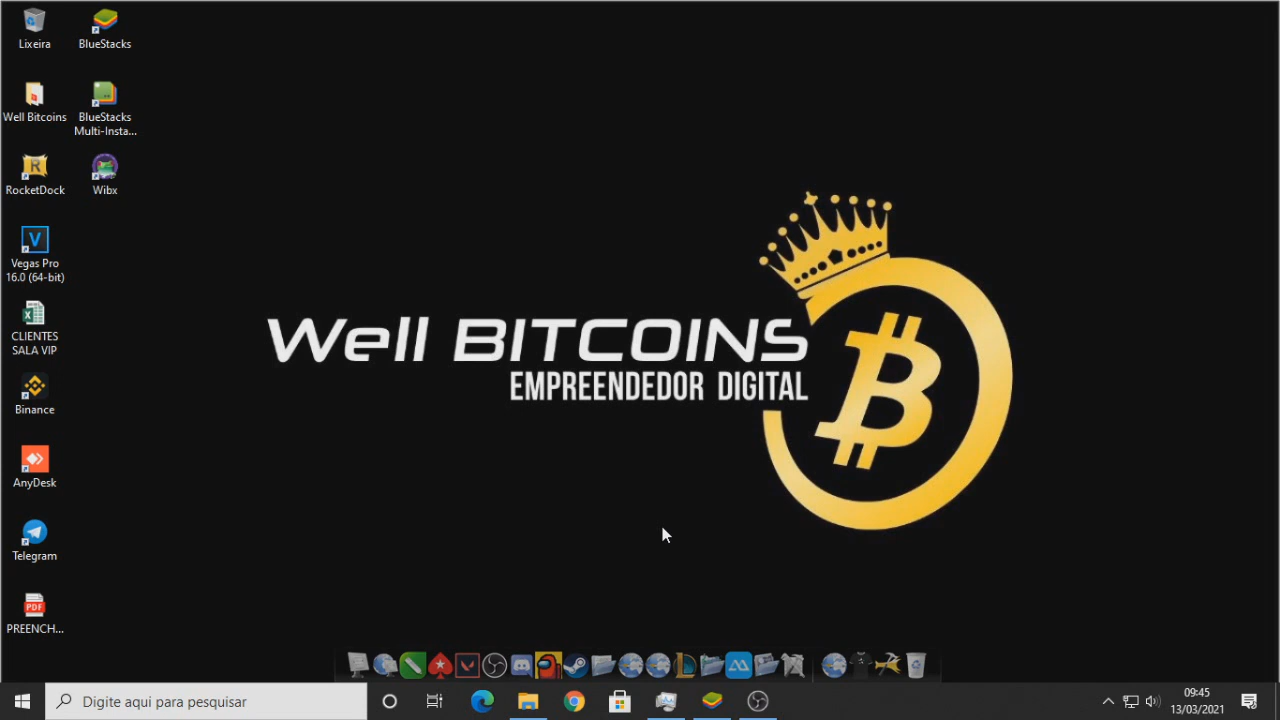 Lixeira
BlueStacks
Well Bitcoins
BlueStacks
Multi-Insta...
RocketDock
Wibx
Vegas Pro
16.0 (64-bit)
CLIENTES
SALA VIP
Binance
AnyDesk
Telegram
PDF
PREENCH...
Well BITCOINS
EMPREENDEDOR DIGITAL
Digite aqui para pesquisar
09:45
13/03/2021